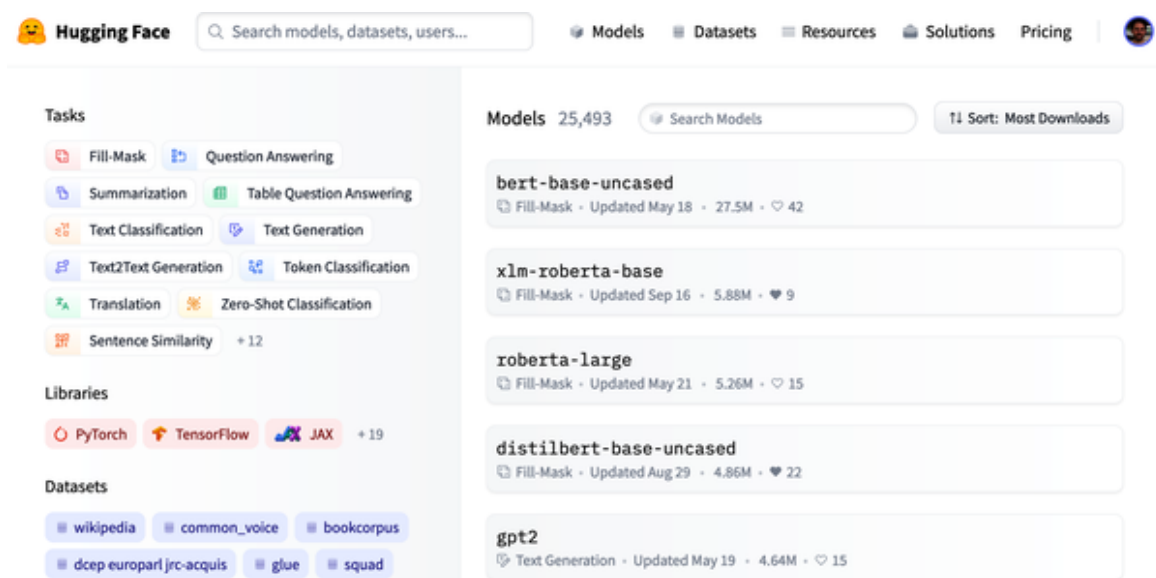 Hugging Face
Search models, datasets, users...
Models
Datasets
Resources
Solutions
Pricing
Tasks
Fill-Mask
Question Answering
Summarization
Table Question Answering
Text Classification
Text Generation
Text2Text Generation
Token Classification
Translation
Zero-Shot Classification
Sentence Similarity
+ 12
Libraries
PyTorch
TensorFlow
JAX
+ 19
Datasets
wikipedia
common_voice
bookcorpus
dcep europarl jrc-acquis
glue
squad
Models 25,493
Search Models
↑↓ Sort: Most Downloads
bert-base-uncased
Fill-Mask • Updated May 18 • 27.5M • ♡ 42
xlm-roberta-base
Fill-Mask • Updated Sep 16 • 5.88M • ♥ 9
roberta-large
Fill-Mask • Updated May 21 • 5.26M • ♡ 15
distilbert-base-uncased
Fill-Mask • Updated Aug 29 • 4.86M • ♥ 22
gpt2
Text Generation • Updated May 19 • 4.64M • ♡ 15